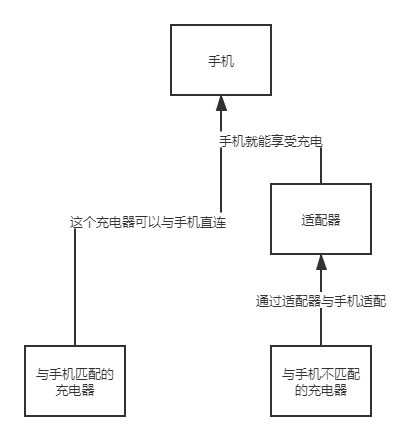 手机
手机就能享受充电
这个充电器可以与手机直连
适配器
通过适配器与手机适配
与手机匹配的
充电器
与手机不匹配
的充电器